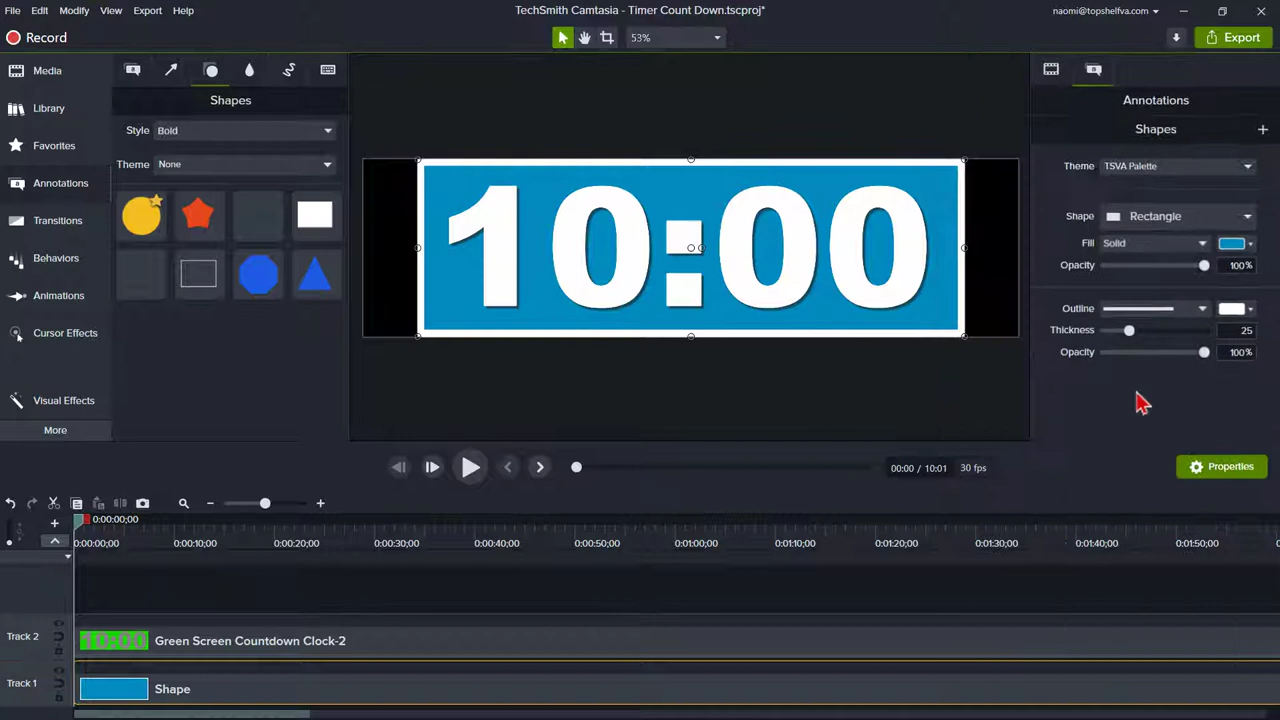 File Edit Modify View Export Help
TechSmith Camtasia - Timer Count Down.tscproj*
naomi@topshelfva.com
Record
53%
Export
Media
Library
Favorites
Annotations
Transitions
Behaviors
Animations
Cursor Effects
Visual Effects
More
Shapes
Style Bold
Theme None
10:00
Annotations
Shapes +
Theme TSVA Palette
Shape Rectangle
Fill Solid
Opacity 100%
Outline
Thickness 25
Opacity 100%
00:00 / 10:01 30 fps
Properties
0:00:00;00
0:00:00;00 0:00:10;00 0:00:20;00 0:00:30;00 0:00:40;00 0:00:50;00 0:01:00;00 0:01:10;00 0:01:20;00 0:01:30;00 0:01:40;00 0:01:50;00
Track 2 10:00 Green Screen Countdown Clock-2
Track 1 Shape